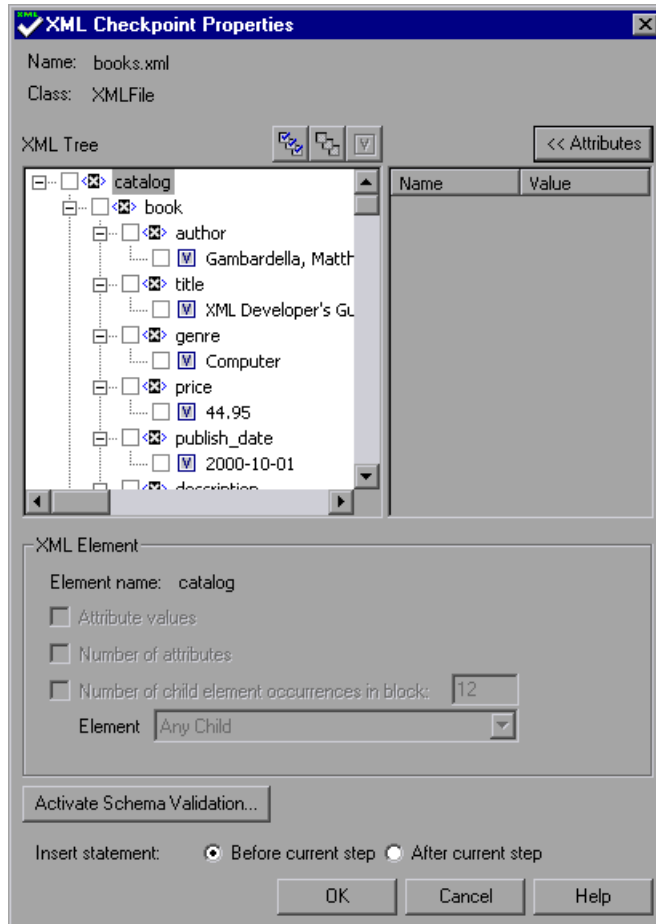 XML Checkpoint Properties
Name: books.xml
Class: XMLFile
XML Tree
<< Attributes
catalog
book
author
Gambardella, Matth
title
XML Developer's Gu
genre
Computer
price
44.95
publish_date
2000-10-01
description
Name Value
XML Element
Element name: catalog
Attribute values
Number of attributes
Number of child element occurrences in block: 12
Element Any Child
Activate Schema Validation...
Insert statement: Before current step After current step
OK Cancel Help